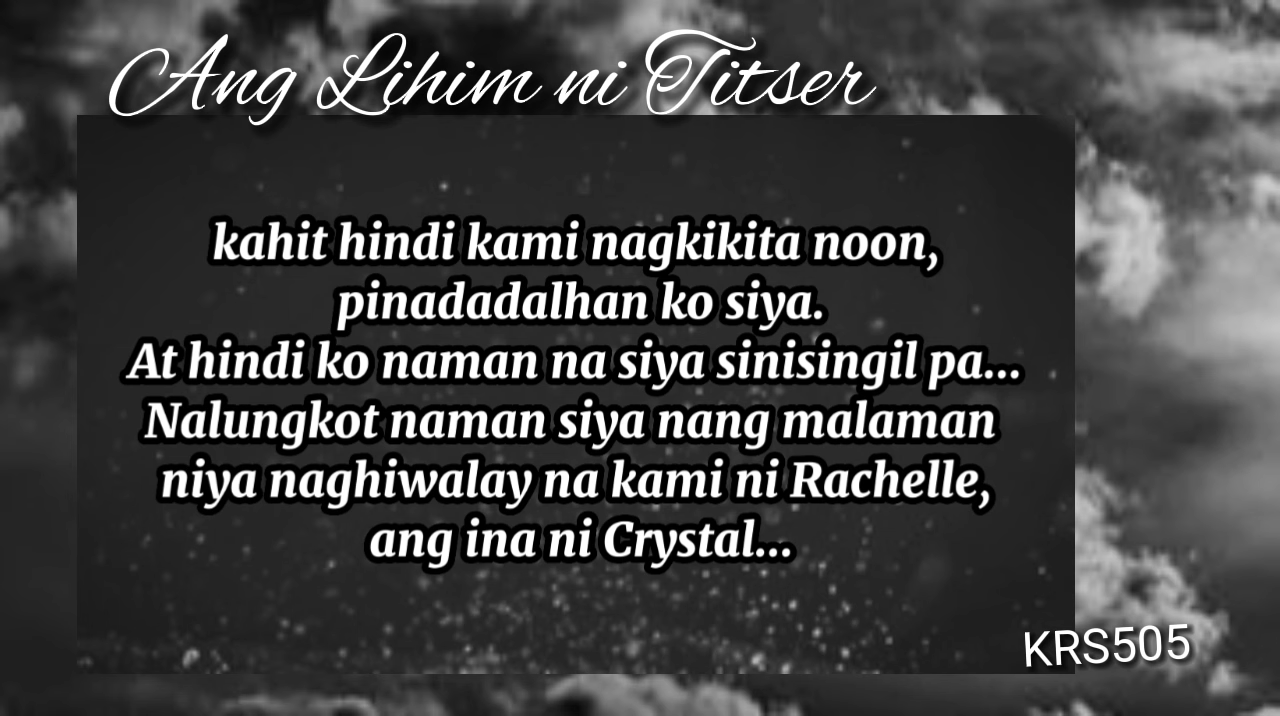 Ang Lihim ni Titser
kahit hindi kami nagkikita noon,
pinadadalhan ko siya.
At hindi ko naman na siya sinisingil pa...
Nalungkot naman siya nang malaman
niya naghiwalay na kami ni Rachelle,
ang ina ni Crystal...
KRS505